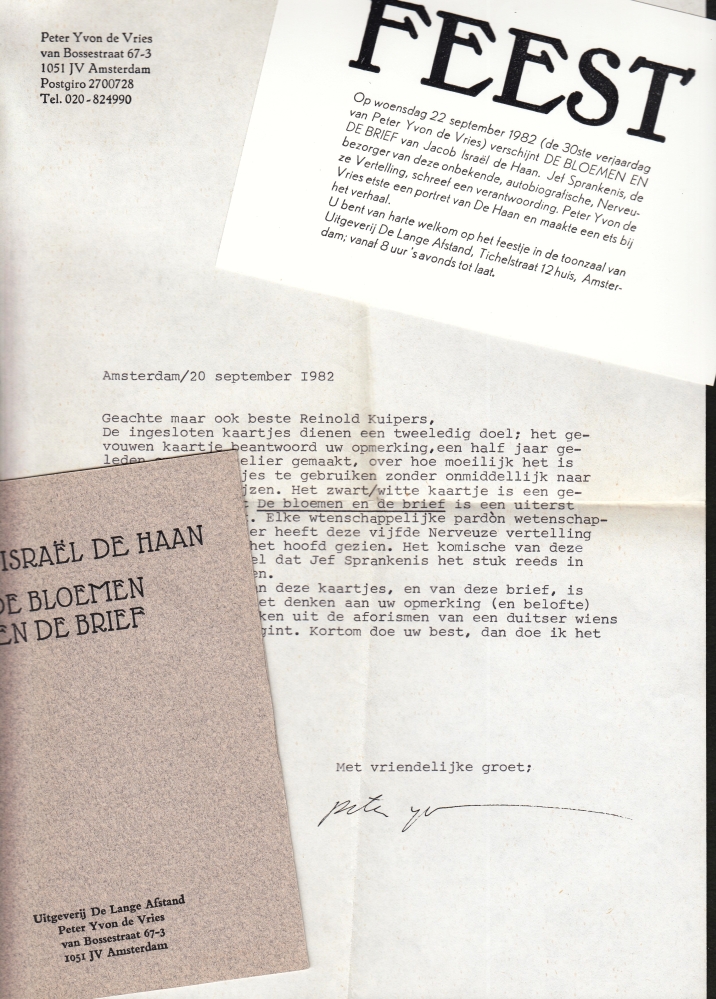 Peter Yvon de Vries
van Bossestraat 67-3
1051 JV Amsterdam
Postgiro 2700728
Tel. 020-824990
FEEST
Op woensdag 22 september 1982 (de 30ste verjaardag
van Peter Yvon de Vries) verschijnt DE BLOEMEN EN
DE BRIEF van Jacob Israël de Haan. Jef Sprankenis, de
bezorger van deze onbekende, autobiografische, Nerveu-
ze Vertelling, schreef een verantwoording. Peter Yvon de
Vries etste een portret van De Haan en maakte een ets bij
het verhaal.
U bent van harte welkom op het feestje in de toonzaal van
Uitgeverij De Lange Afstand, Tichelstraat 12 huis, Amster-
dam; vanaf 8 uur 's avonds tot laat.
Amsterdam/20 september I982
Geachte maar ook beste Reinold Kuipers,
De ingesloten kaartjes dienen een tweeledig doel; het ge-
vouwen kaartje beantwoord uw opmerking,een half jaar ge-
leden elier gemaakt, over hoe moeilijk het is
jes te gebruiken zonder onmiddelijk naar
jzen. Het zwart/witte kaartje is een ge-
De bloemen en de brief is een uiterst
. Elke wtenschappelijke pardòn wetenschap-
er heeft deze vijfde Nerveuze vertelling
het hoofd gezien. Het komische van deze
el dat Jef Sprankenis het stuk reeds in
en.
n deze kaartjes, en van deze brief, is
et denken aan uw opmerking (en belofte)
ken uit de aforismen van een duitser wiens
gint. Kortom doe uw best, dan doe ik het
Met vriendelijke groet;
peter yv
ISRAËL DE HAAN
DE BLOEMEN
EN DE BRIEF
Uitgeverij De Lange Afstand
Peter Yvon de Vries
van Bossestraat 67-3
1051 JV Amsterdam